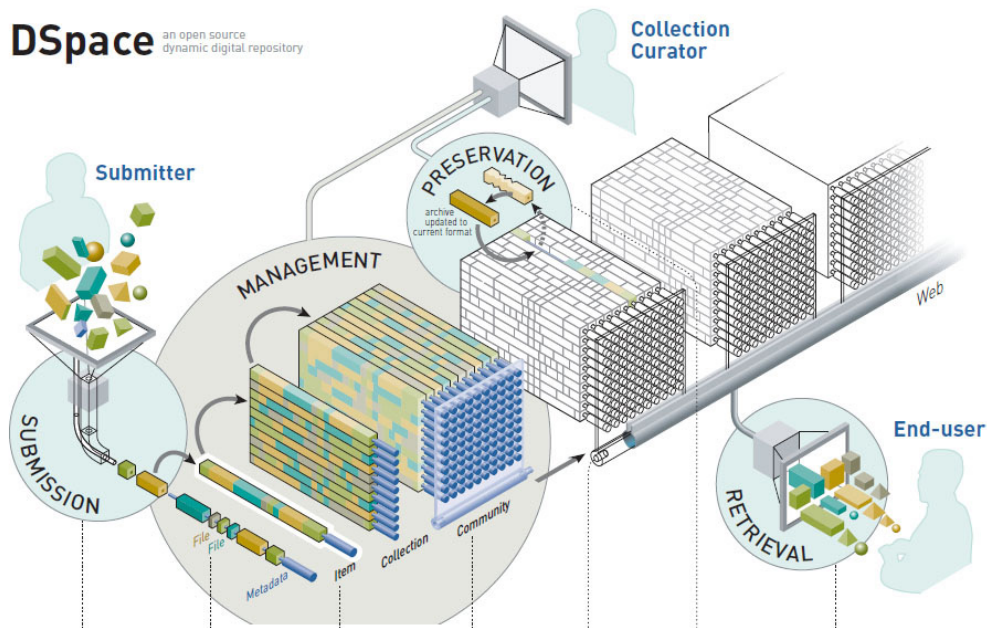 DSpace
an open source
dynamic digital repository
Collection
Curator
Submitter
PRESERVATION
archive
updated to
current format
MANAGEMENT
Web
SUBMISSION
End-user
RETRIEVAL
File
File
Metadata
Item
Collection
Community